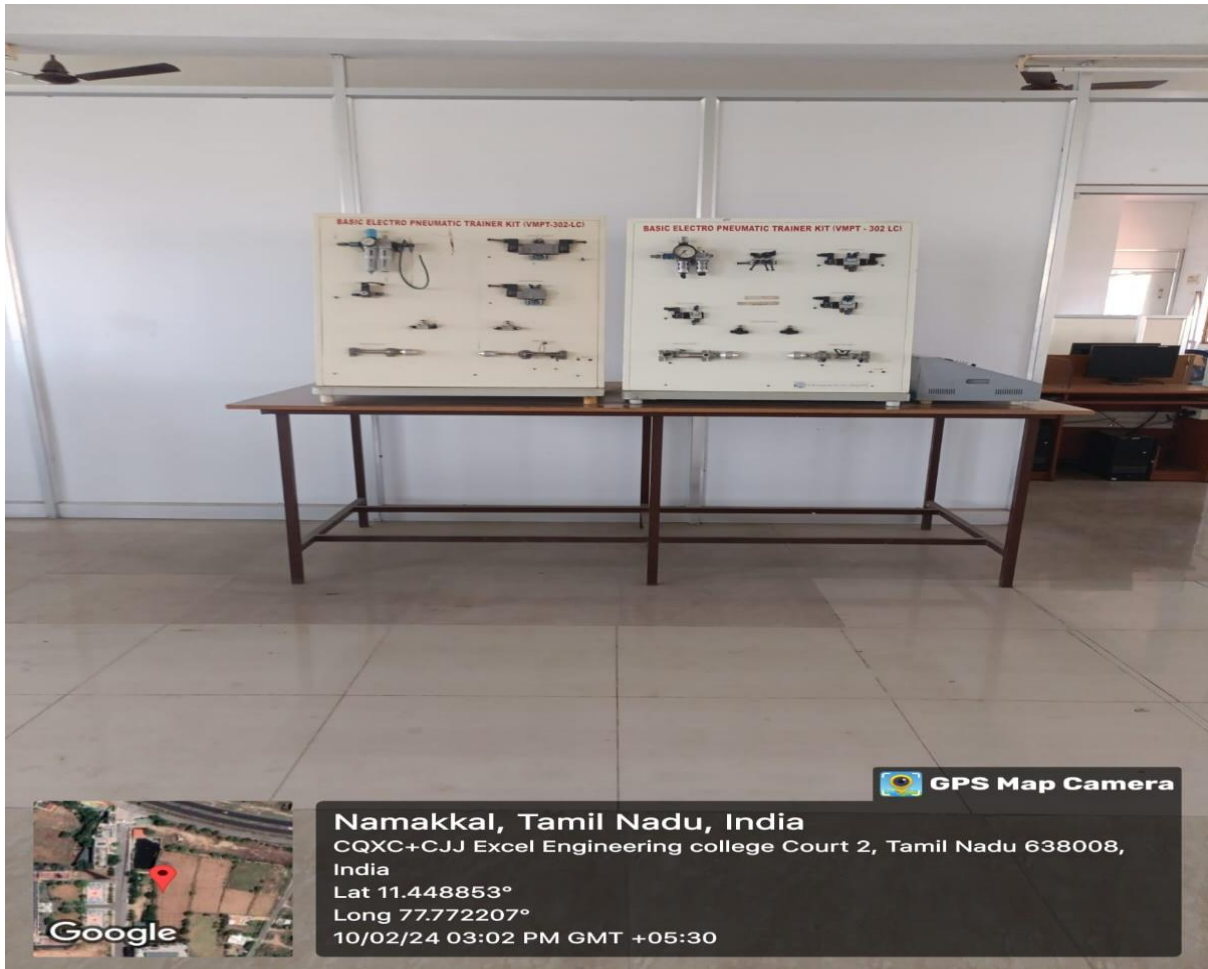 BASIC ELECTRO PNEUMATIC TRAINER KIT (VMPT-302-LC)
BASIC ELECTRO PNEUMATIC TRAINER KIT (VMPT - 302 LC)
GPS Map Camera
Namakkal, Tamil Nadu, India
CQXC+CJJ Excel Engineering college Court 2, Tamil Nadu 638008,
India
Lat 11.448853°
Long 77.772207°
10/02/24 03:02 PM GMT +05:30
Google